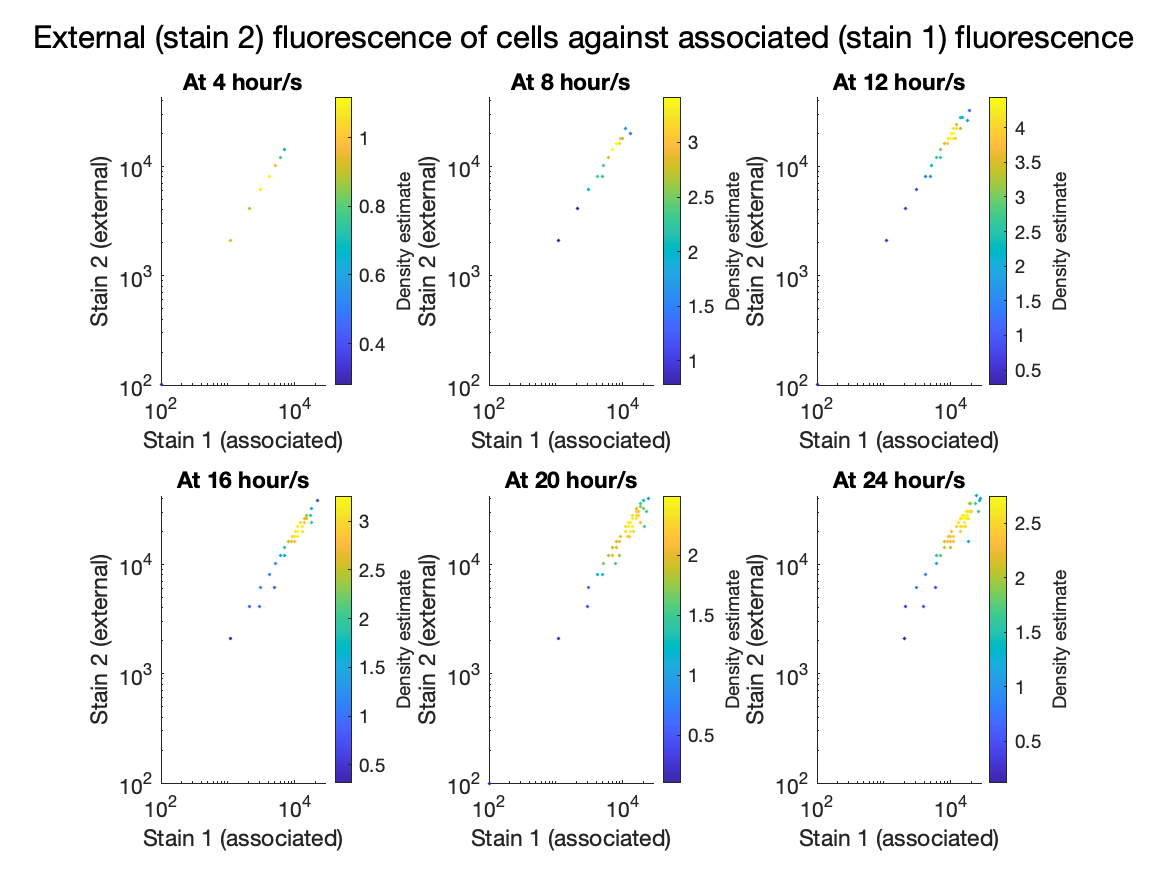 External (stain 2) fluorescence of cells against associated (stain 1) fluorescence
At 4 hour/s
Stain 2 (external)
10^4
10^3
10^2
10^2
10^4
Stain 1 (associated)
1
0.8
0.6
0.4
Density estimate
At 8 hour/s
Stain 2 (external)
10^4
10^3
10^2
10^2
10^4
Stain 1 (associated)
3
2.5
2
1.5
1
Density estimate
At 12 hour/s
Stain 2 (external)
10^4
10^3
10^2
10^2
10^4
Stain 1 (associated)
4
3.5
3
2.5
2
1.5
1
0.5
Density estimate
At 16 hour/s
Stain 2 (external)
10^4
10^3
10^2
10^2
10^4
Stain 1 (associated)
3
2.5
2
1.5
1
0.5
Density estimate
At 20 hour/s
Stain 2 (external)
10^4
10^3
10^2
10^2
10^4
Stain 1 (associated)
2
1.5
1
0.5
Density estimate
At 24 hour/s
Stain 2 (external)
10^4
10^3
10^2
10^2
10^4
Stain 1 (associated)
2.5
2
1.5
1
0.5
Density estimate